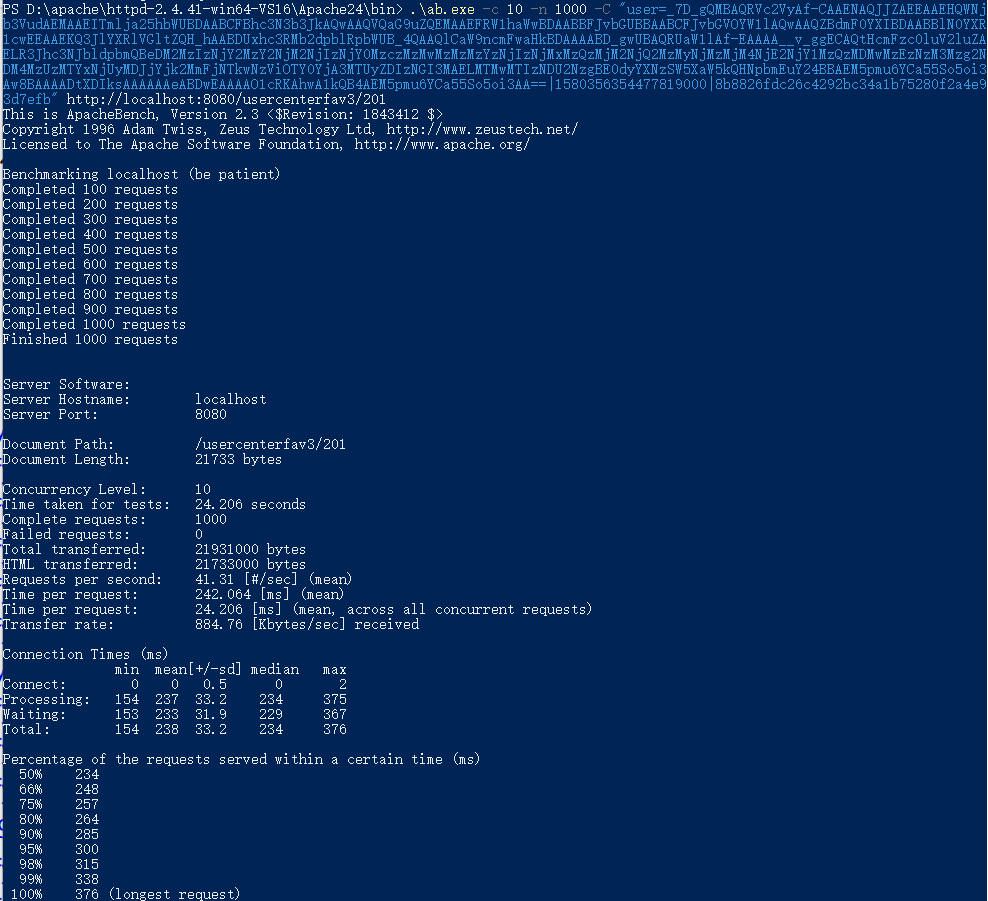 PS D:\apache\httpd-2.4.41-win64-VS16\Apache24\bin> .\ab.exe -c 10 -n 1000 -C
http://localhost:8080/usercenterfav3/201
This is ApacheBench, Version 2.3 <$Revision: 1843412 $>
Copyright 1996 Adam Twiss, Zeus Technology Ltd, http://www.zeustech.net/
Licensed to The Apache Software Foundation, http://www.apache.org/
Benchmarking localhost (be patient)
Completed 100 requests
Completed 200 requests
Completed 300 requests
Completed 400 requests
Completed 500 requests
Completed 600 requests
Completed 700 requests
Completed 800 requests
Completed 900 requests
Completed 1000 requests
Finished 1000 requests
Server Software:
Server Hostname: localhost
Server Port: 8080
Document Path: /usercenterfav3/201
Document Length: 21733 bytes
Concurrency Level: 10
Time taken for tests: 24.206 seconds
Complete requests: 1000
Failed requests: 0
Total transferred: 21931000 bytes
HTML transferred: 21733000 bytes
Requests per second: 41.31 [#/sec] (mean)
Time per request: 242.064 [ms] (mean)
Time per request: 24.206 [ms] (mean, across all concurrent requests)
Transfer rate: 884.76 [Kbytes/sec] received
Connection Times (ms)
min mean[+/-sd] median max
Connect: 0 0 0.5 0 2
Processing: 154 237 33.2 234 375
Waiting: 153 233 31.9 229 367
Total: 154 238 33.2 234 376
Percentage of the requests served within a certain time (ms)
50% 234
66% 248
75% 257
80% 264
90% 285
95% 300
98% 315
99% 338
100% 376 (longest request)